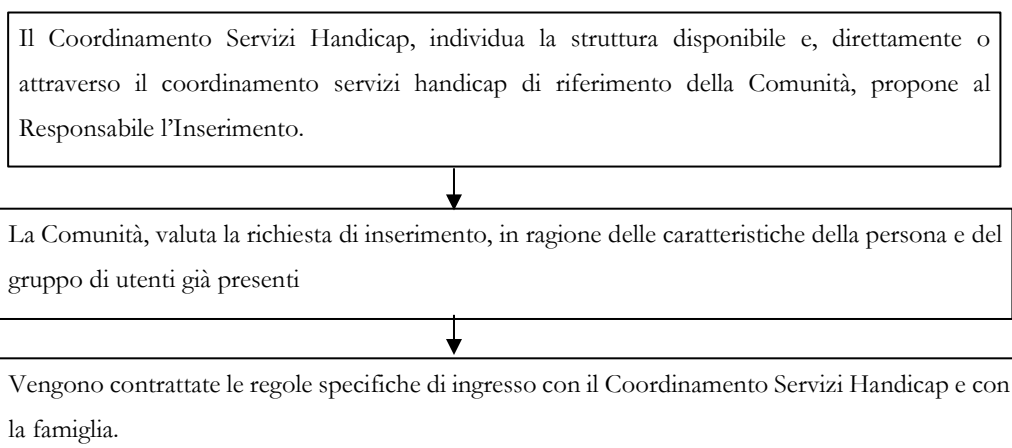 Il Coordinamento Servizi Handicap, individua la struttura disponibile e, direttamente o
attraverso il coordinamento servizi handicap di riferimento della Comunità, propone al
Responsabile l’Inserimento.
La Comunità, valuta la richiesta di inserimento, in ragione delle caratteristiche della persona e del
gruppo di utenti già presenti
Vengono contrattate le regole specifiche di ingresso con il Coordinamento Servizi Handicap e con
la famiglia.